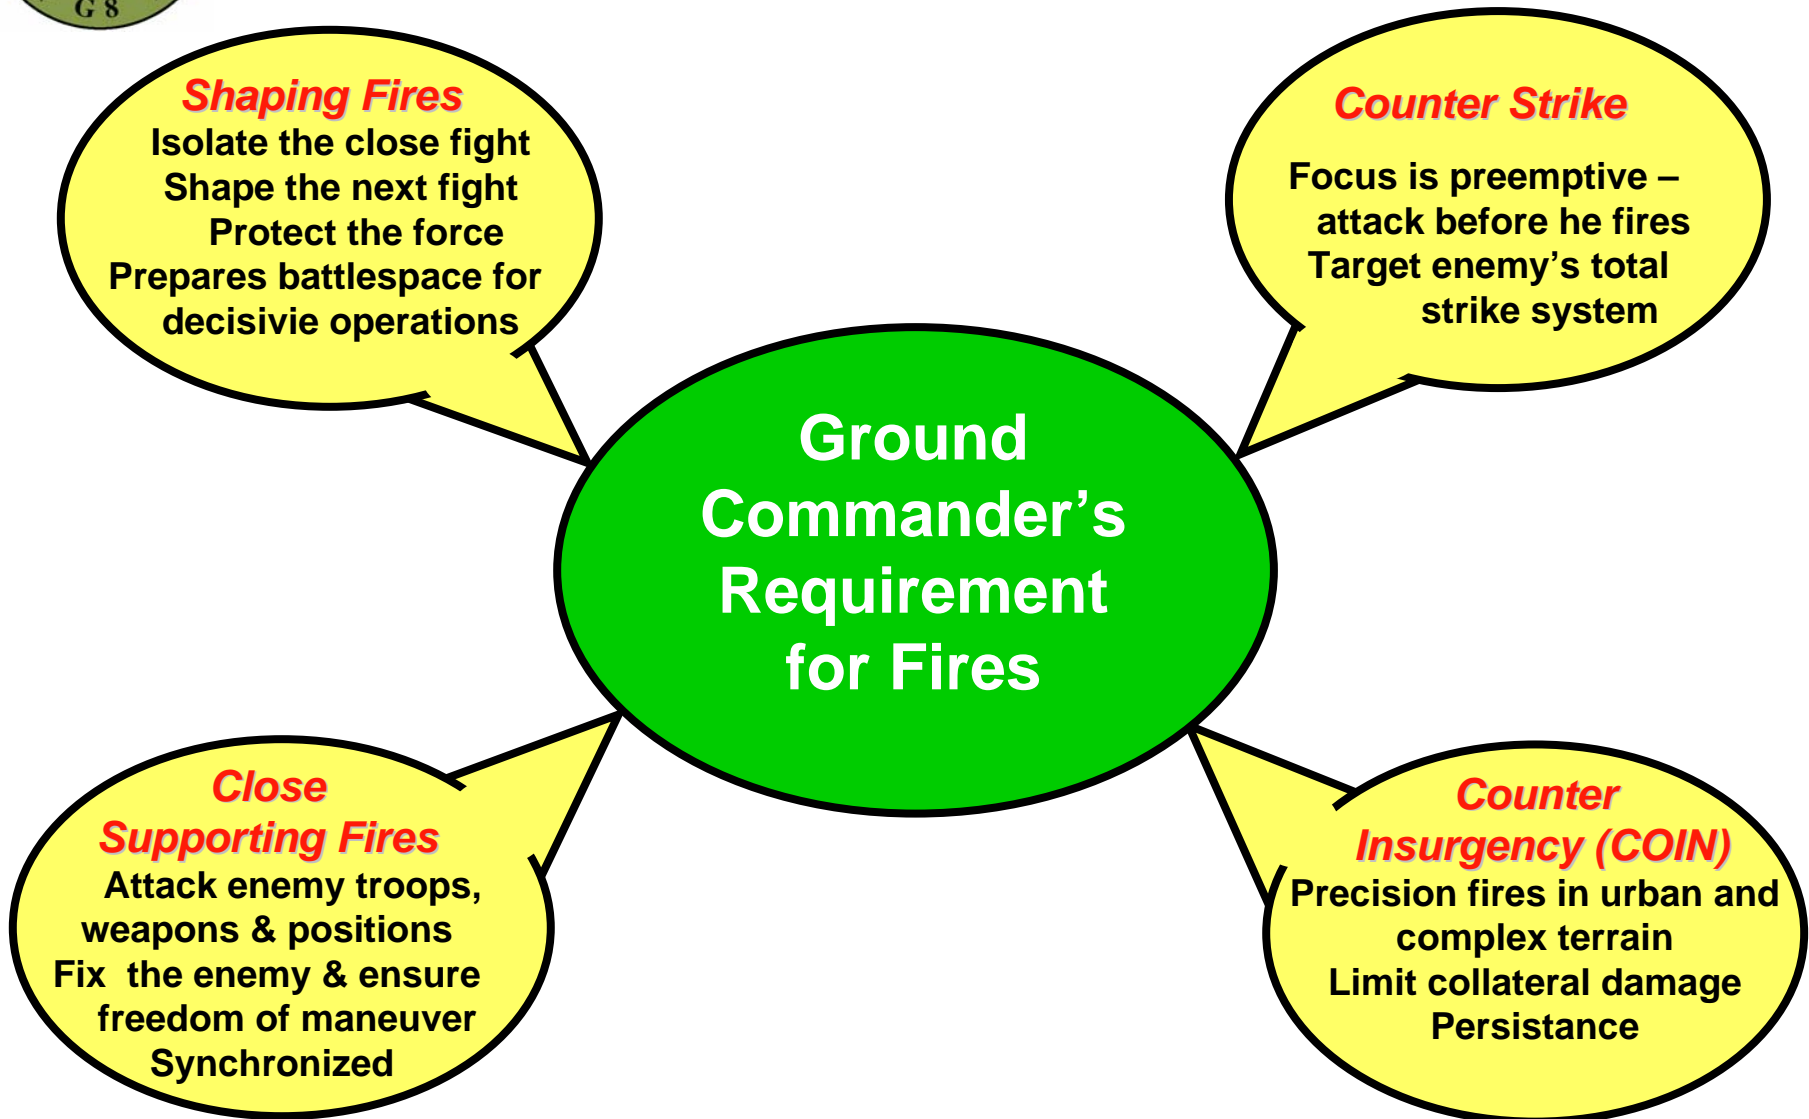 G 8
Shaping Fires
Isolate the close fight
Shape the next fight
Protect the force
Prepares battlespace for
decisivie operations
Counter Strike
Focus is preemptive –
attack before he fires
Target enemy’s total
strike system
Ground
Commander’s
Requirement
for Fires
Close
Supporting Fires
Attack enemy troops,
weapons & positions
Fix  the enemy & ensure
freedom of maneuver
Synchronized
Counter
Insurgency (COIN)
Precision fires in urban and
complex terrain
Limit collateral damage
Persistance